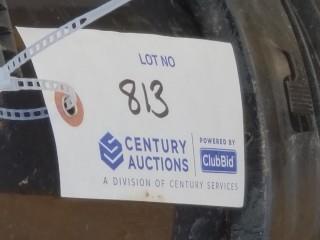 LOT NO
813
CENTURY
AUCTIONS
POWERED BY
ClubBid
A DIVISION OF CENTURY SERVICES